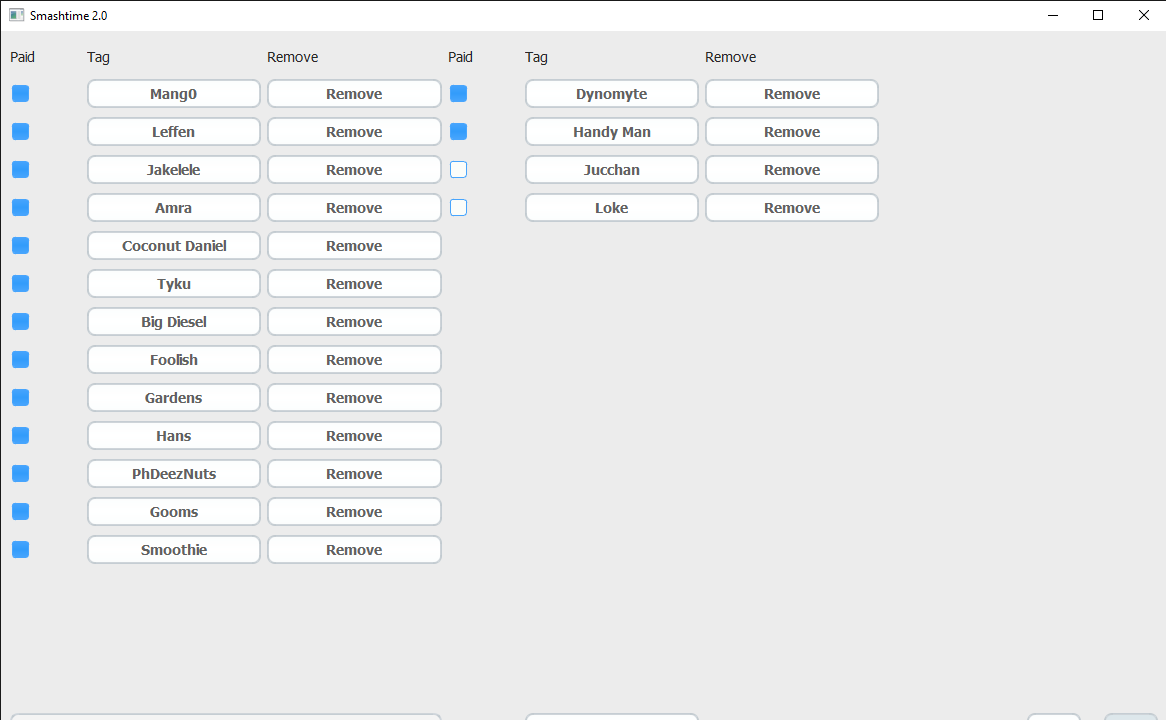 Smashtime 2.0
Paid Tag Remove Paid Tag Remove
Mang0 Remove Dynomyte Remove
Leffen Remove Handy Man Remove
Jakelele Remove Jucchan Remove
Amra Remove Loke Remove
Coconut Daniel Remove
Tyku Remove
Big Diesel Remove
Foolish Remove
Gardens Remove
Hans Remove
PhDeezNuts Remove
Gooms Remove
Smoothie Remove